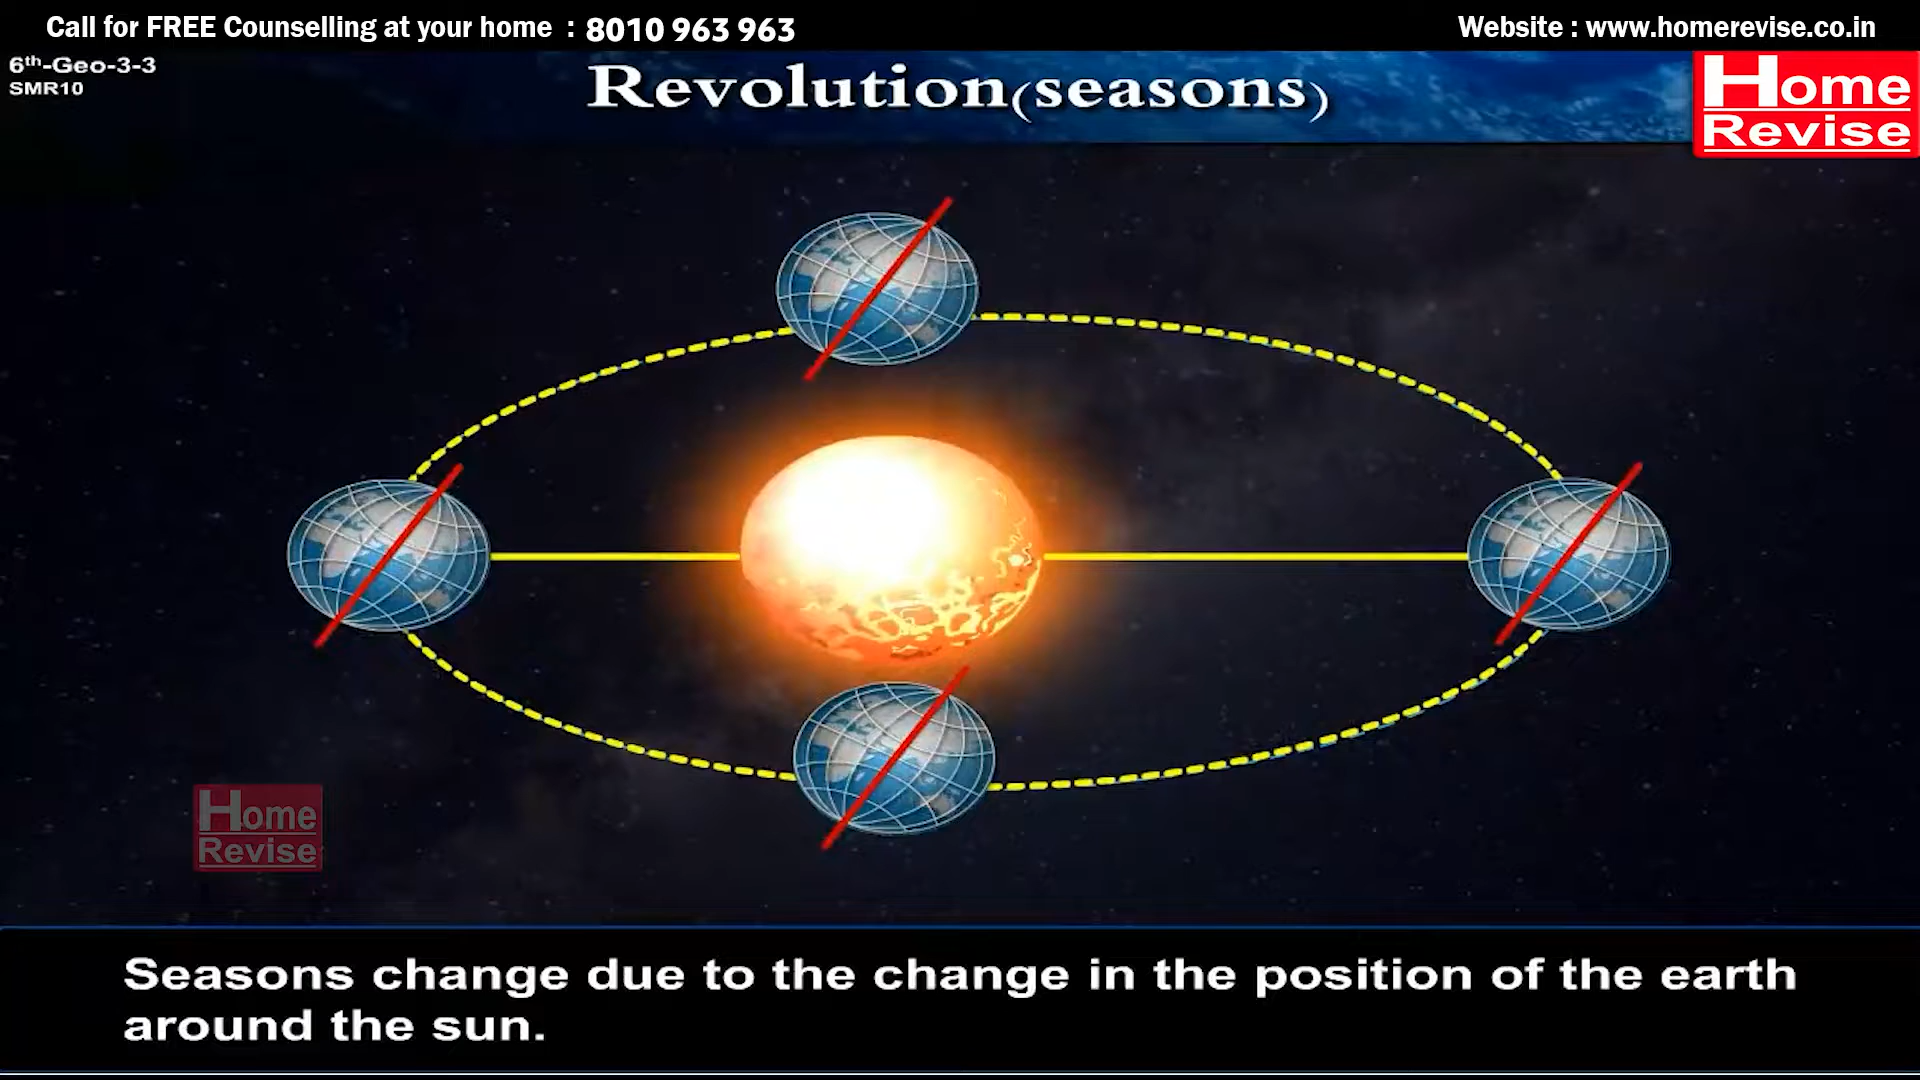 Call for FREE Counselling at your home : 8010 963 963
Website : www.homerevise.co.in
6th-Geo-3-3
SMR10
Revolution(seasons)
Home
Revise
Home
Revise
Seasons change due to the change in the position of the earth
around the sun.